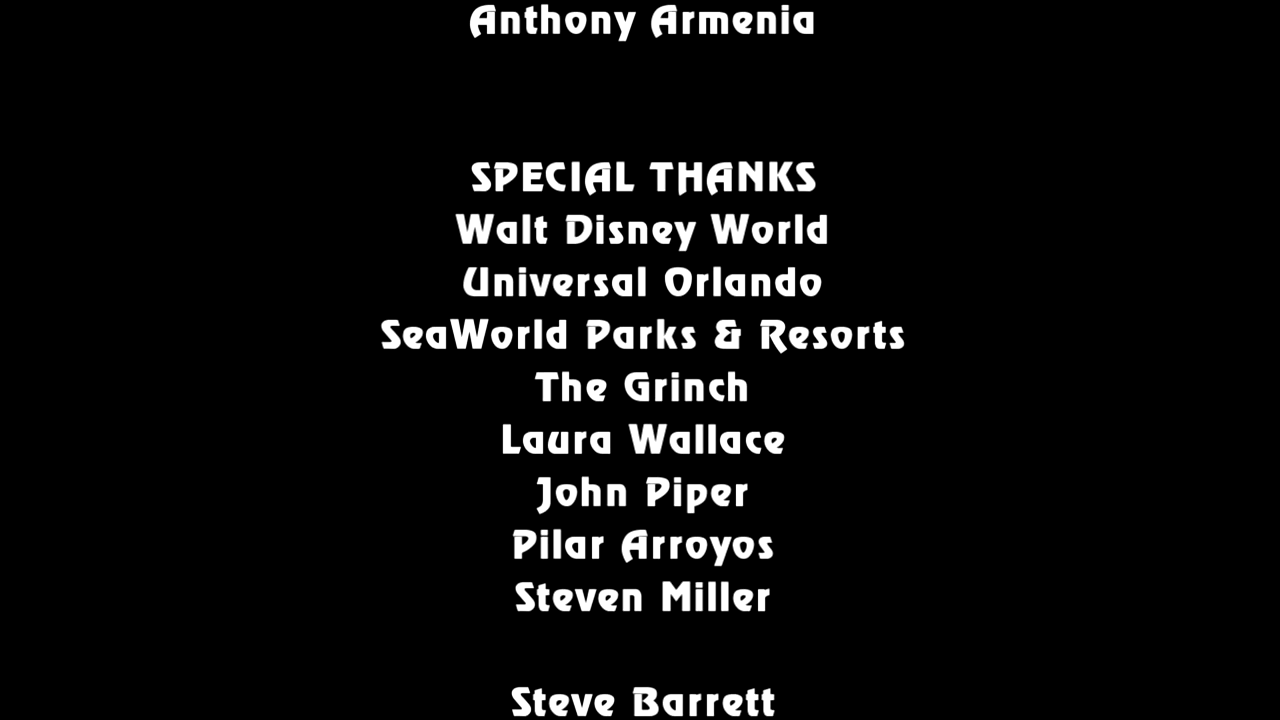 Anthony Armenia
SPECIAL THANKS
Walt Disney World
Universal Orlando
SeaWorld Parks & Resorts
The Grinch
Laura Wallace
John Piper
Pilar Arroyos
Steven Miller
Steve Barrett